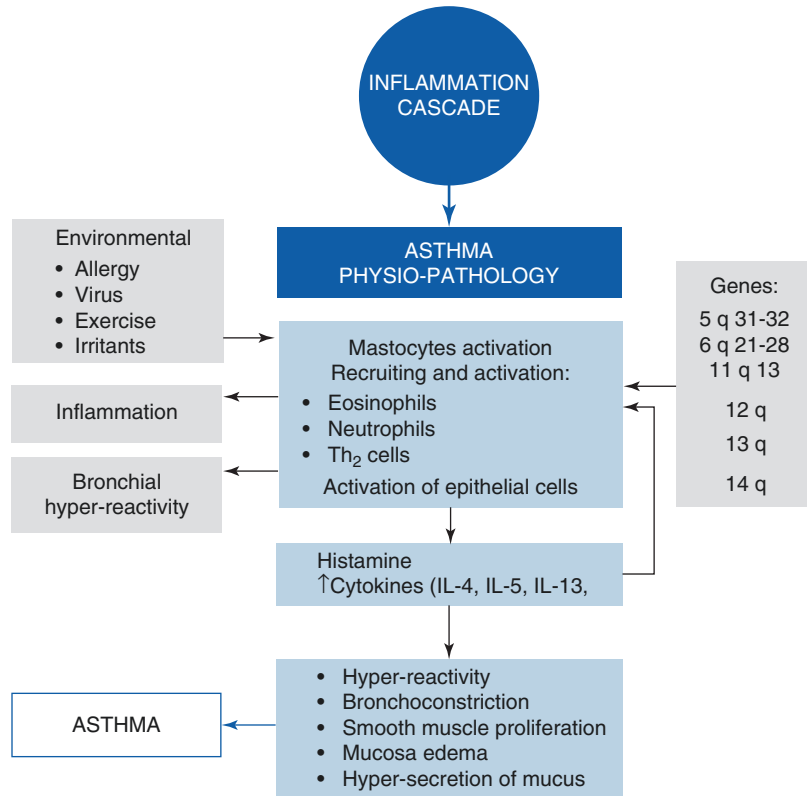 INFLAMMATION
CASCADE
ASTHMA
PHYSIO-PATHOLOGY
Environmental
• Allergy
• Virus
• Exercise
• Irritants
Inflammation
Bronchial
hyper-reactivity
Mastocytes activation
Recruiting and activation:
• Eosinophils
• Neutrophils
• Th₂ cells
Activation of epithelial cells
Genes:
5 q 31-32
6 q 21-28
11 q 13
12 q
13 q
14 q
Histamine
↑Cytokines (IL-4, IL-5, IL-13,
• Hyper-reactivity
• Bronchoconstriction
• Smooth muscle proliferation
• Mucosa edema
• Hyper-secretion of mucus
ASTHMA